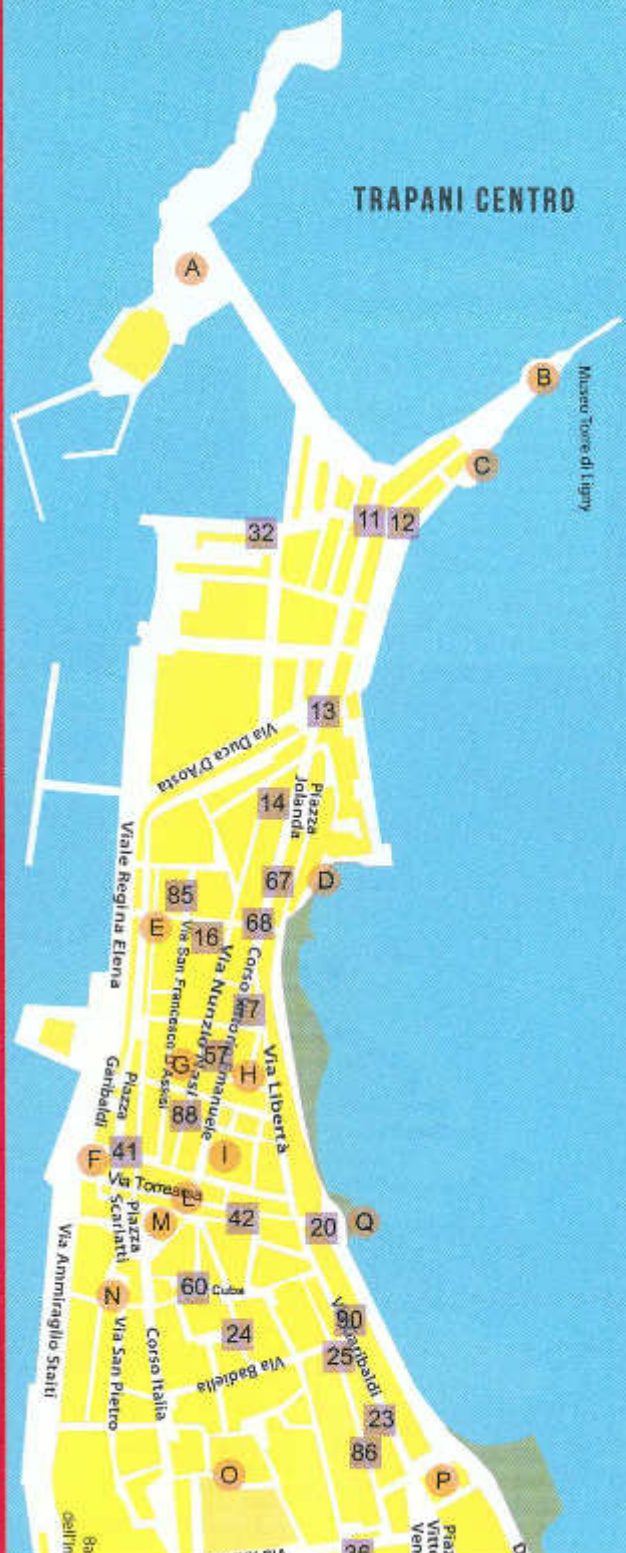 TRAPANI CENTRO
A
B
Museo Torre di Ligny
C
11
12
32
13
Via Duca D'Aosta
14
Piazza
Jolanda
67
D
85
68
E
16
Viale Regina Elena
Via San Francesco D'Assisi
Via Nunzio Nasi
Corso
17
57
G
H
Via Libertà
88
Piazza
Garibaldi
41
F
I
Via Torrearsa
L
M
Piazza
Scarlatti
42
20
Q
60
Cuba
N
90
24
25
Via Garibaldi
Via Ammiraglio Staiti
Via San Pietro
Corso Italia
Via Badiella
23
86
O
P